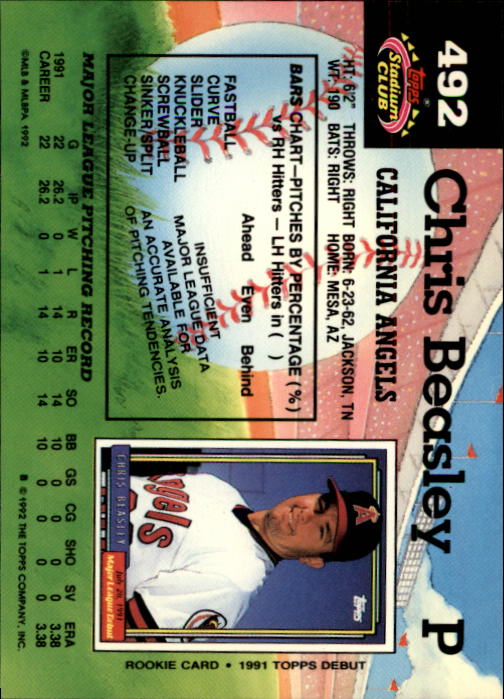 492
Topps
Stadium
CLUB
Chris Beasley P
CALIFORNIA ANGELS
HT: 6'2" THROWS: RIGHT BORN: 6-23-62, JACKSON, TN
WT: 190 BATS: RIGHT HOME: MESA, AZ
BARS CHART—PITCHES BY PERCENTAGE (%)
vs RH Hitters — LH Hitters in ( )
Ahead Even Behind
FASTBALL
CURVE
SLIDER
KNUCKLEBALL
SCREWBALL
SINKER/SPLIT
CHANGE-UP
INSUFFICIENT
MAJOR LEAGUE DATA
AVAILABLE FOR
AN ACCURATE ANALYSIS
OF PITCHING TENDENCIES.
Topps
A
Angels
CHRIS BEASLEY
July 20, 1991
Major League Debut
ROOKIE CARD • 1991 TOPPS DEBUT
MAJOR LEAGUE PITCHING RECORD
G IP W L R ER SO BB GS CG SHO SV ERA
1991 22 26.2 0 1 14 10 14 10 0 0 0 0 3.38
CAREER 22 26.2 0 1 14 10 14 10 0 0 0 0 3.38
©MLB & MLBPA 1992
B ©1992 THE TOPPS COMPANY, INC.